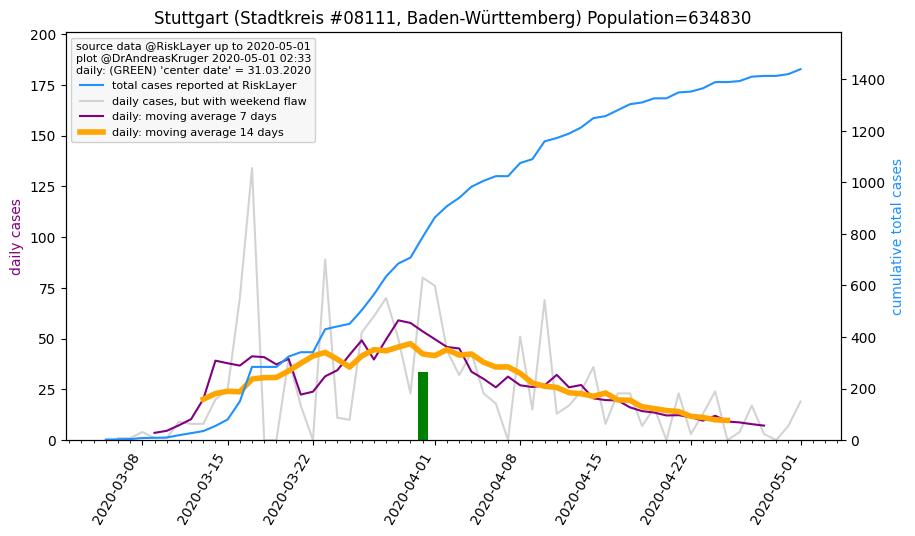 Stuttgart (Stadtkreis #08111, Baden-Württemberg) Population=634830
source data @RiskLayer up to 2020-05-01
plot @DrAndreasKruger 2020-05-01 02:33
daily: (GREEN) 'center date' = 31.03.2020
total cases reported at RiskLayer
daily cases, but with weekend flaw
daily: moving average 7 days
daily: moving average 14 days
daily cases
200
175
150
125
100
75
50
25
0
1400
1200
1000
800
600
400
200
0
cumulative total cases
2020-03-08
2020-03-15
2020-03-22
2020-04-01
2020-04-08
2020-04-15
2020-04-22
2020-05-01